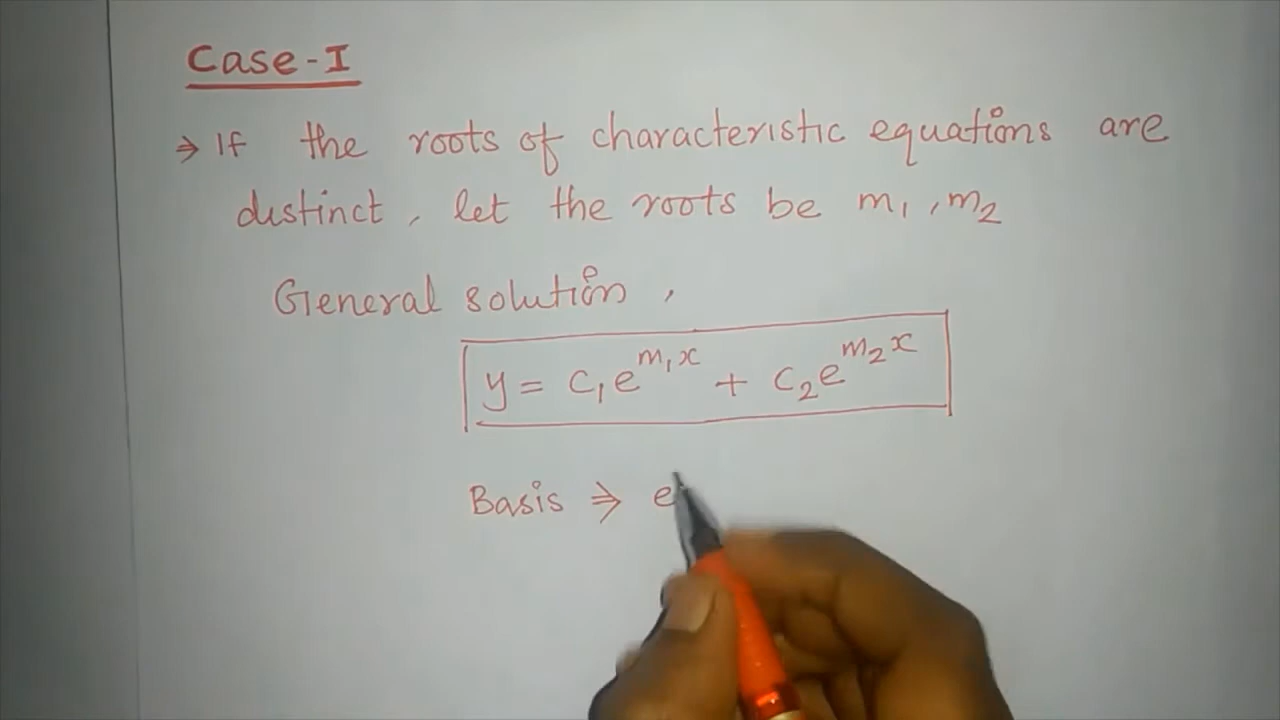 Case-I
⇒ If the roots of characteristic equations are
distinct, let the roots be m₁, m₂
General solution,
y = c₁e^{m₁x} + c₂e^{m₂x}
Basis ⇒ e